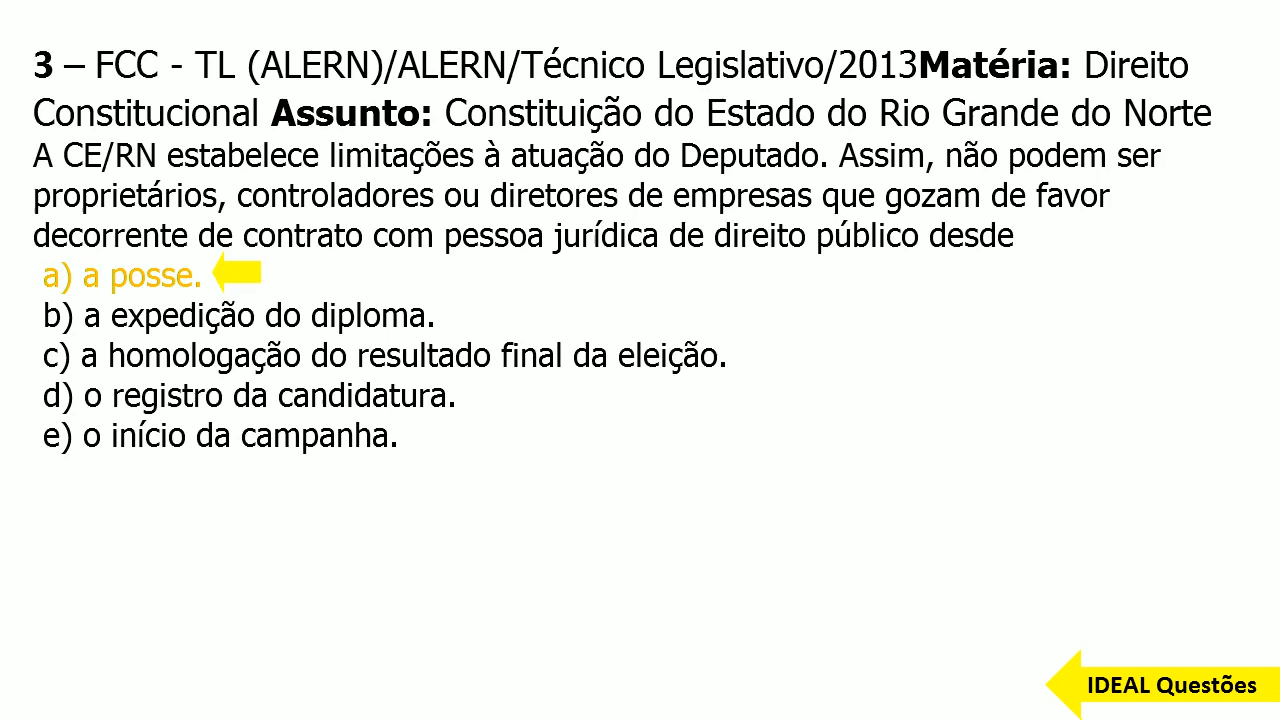 3 – FCC - TL (ALERN)/ALERN/Técnico Legislativo/2013Matéria: Direito
Constitucional Assunto: Constituição do Estado do Rio Grande do Norte
A CE/RN estabelece limitações à atuação do Deputado. Assim, não podem ser
proprietários, controladores ou diretores de empresas que gozam de favor
decorrente de contrato com pessoa jurídica de direito público desde
a) a posse.
b) a expedição do diploma.
c) a homologação do resultado final da eleição.
d) o registro da candidatura.
e) o início da campanha.
IDEAL Questões